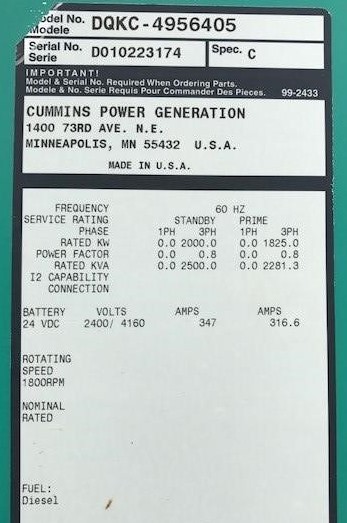 Model No. DQKC-4956405
Modele
Serial No. D010223174 Spec. C
Serie
IMPORTANT!
Model & Serial No. Required When Ordering Parts.
Modele & No. Serie Requis Pour Commander Des Pieces. 99-2433
CUMMINS POWER GENERATION
1400 73RD AVE. N.E.
MINNEAPOLIS, MN 55432 U.S.A.
MADE IN U.S.A.
FREQUENCY 60 HZ
SERVICE RATING STANDBY PRIME
PHASE 1PH 3PH 1PH 3PH
RATED KW 0.0 2000.0 0.0 1825.0
POWER FACTOR 0.0 0.8 0.0 0.8
RATED KVA 0.0 2500.0 0.0 2281.3
I2 CAPABILITY
CONNECTION
BATTERY VOLTS AMPS AMPS
24 VDC 2400/ 4160 347 316.6
ROTATING
SPEED
1800RPM
NOMINAL
RATED
FUEL:
Diesel